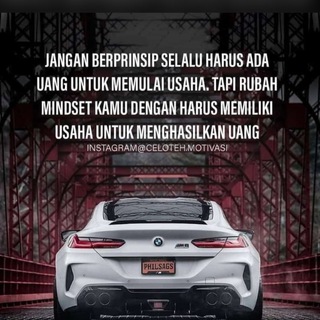 JANGAN BERPRINSIP SELALU HARUS ADA
UANG UNTUK MEMULAI USAHA. TAPI RUBAH
MINDSET KAMU DENGAN HARUS MEMILIKI
USAHA UNTUK MENGHASILKAN UANG
INSTAGRAM@CELOTEH.MOTIVASI
PHILSAGS